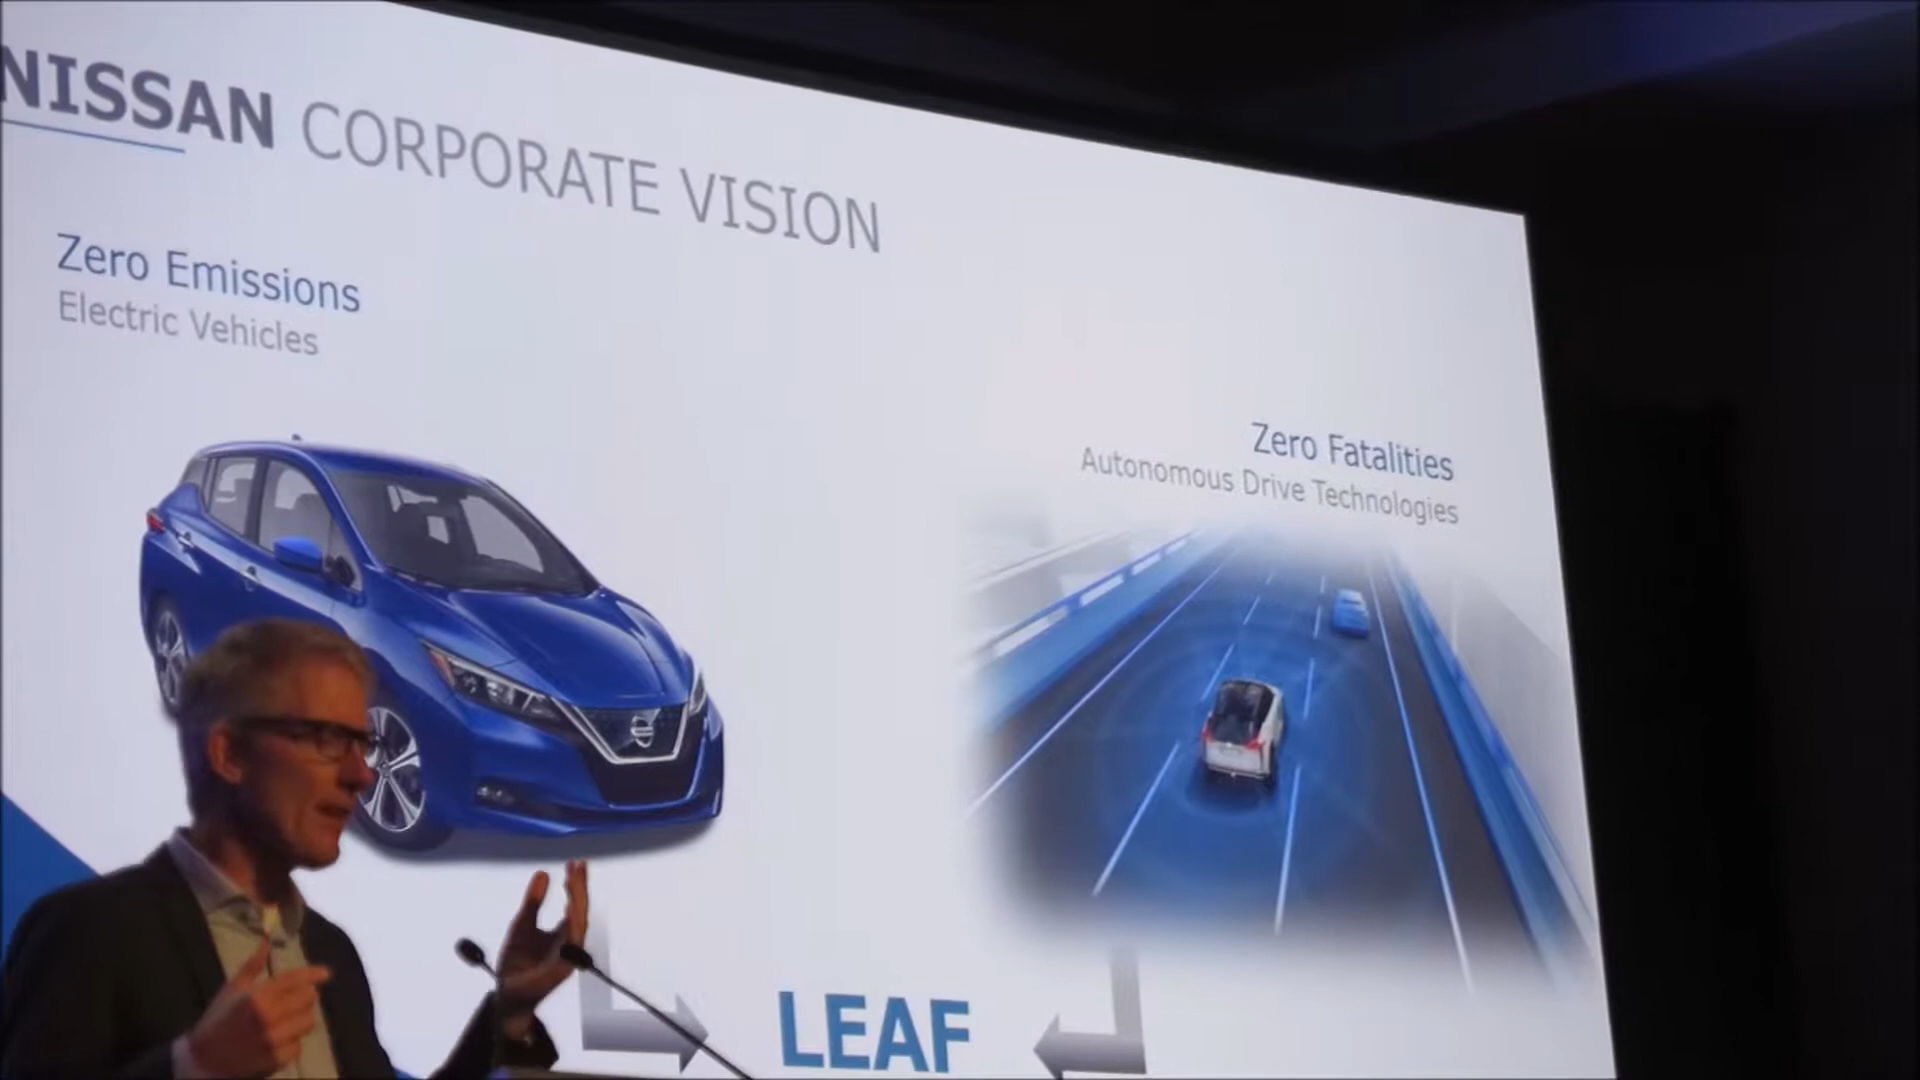 NISSAN CORPORATE VISION
Zero Emissions
Electric Vehicles
Zero Fatalities
Autonomous Drive Technologies
LEAF